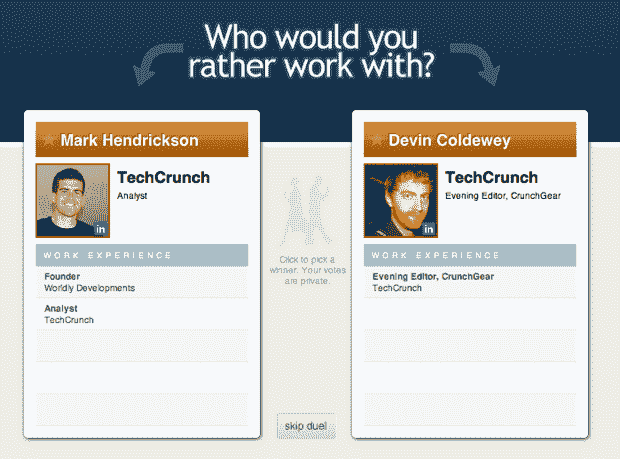 Who would you
rather work with?
Mark Hendrickson
TechCrunch
Analyst
in
WORK EXPERIENCE
Founder
Worldly Developments
Analyst
TechCrunch
Click to pick a
winner. Your votes
are private.
skip duel
Devin Coldewey
TechCrunch
Evening Editor, CrunchGear
in
WORK EXPERIENCE
Evening Editor, CrunchGear
TechCrunch